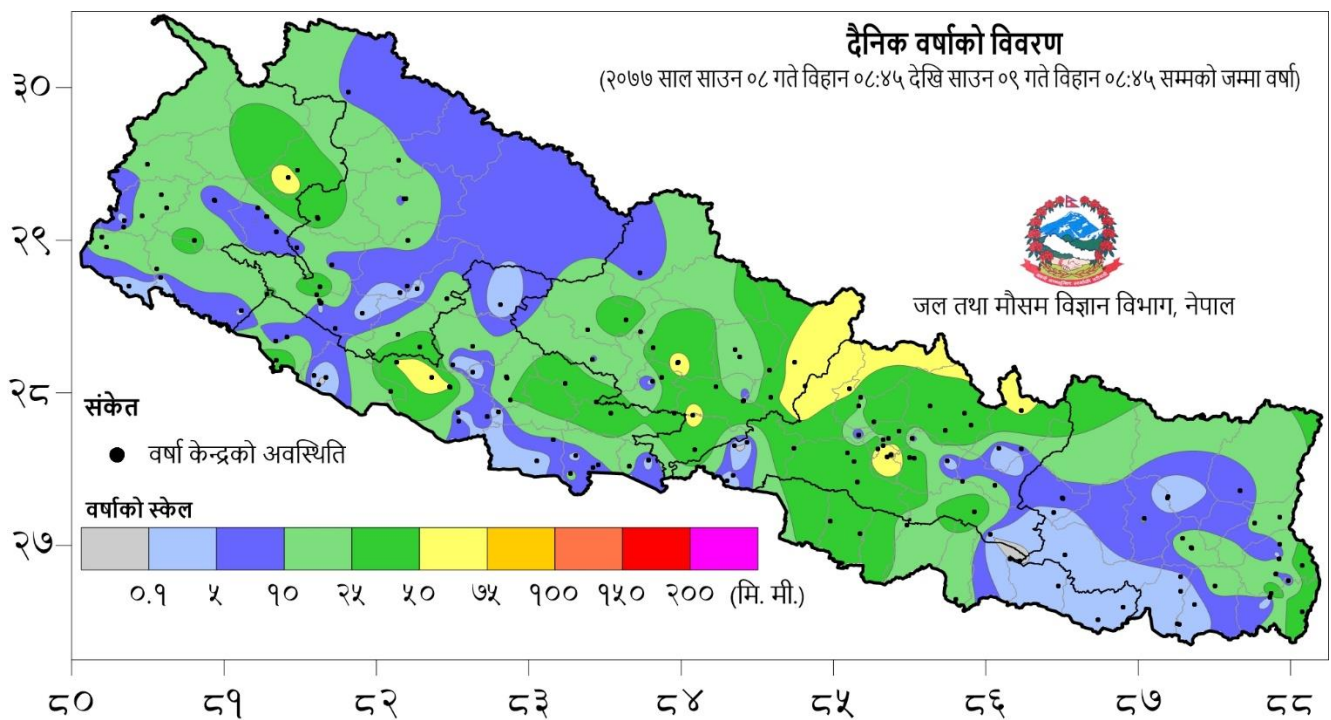 दैनिक वर्षाको विवरण
(२०७७ साल साउन ०८ गते विहान ०८:४५ देखि साउन ०९ गते विहान ०८:४५ सम्मको जम्मा वर्षा)
३०
२९
जल तथा मौसम विज्ञान विभाग, नेपाल
२८
संकेत
वर्षा केन्द्रको अवस्थिति
वर्षाको स्केल
२७
०.१ ५ १० २५ ५० ७५ १०० १५० २०० (मि. मी.)
८० ८१ ८२ ८३ ८४ ८५ ८६ ८७ ८८